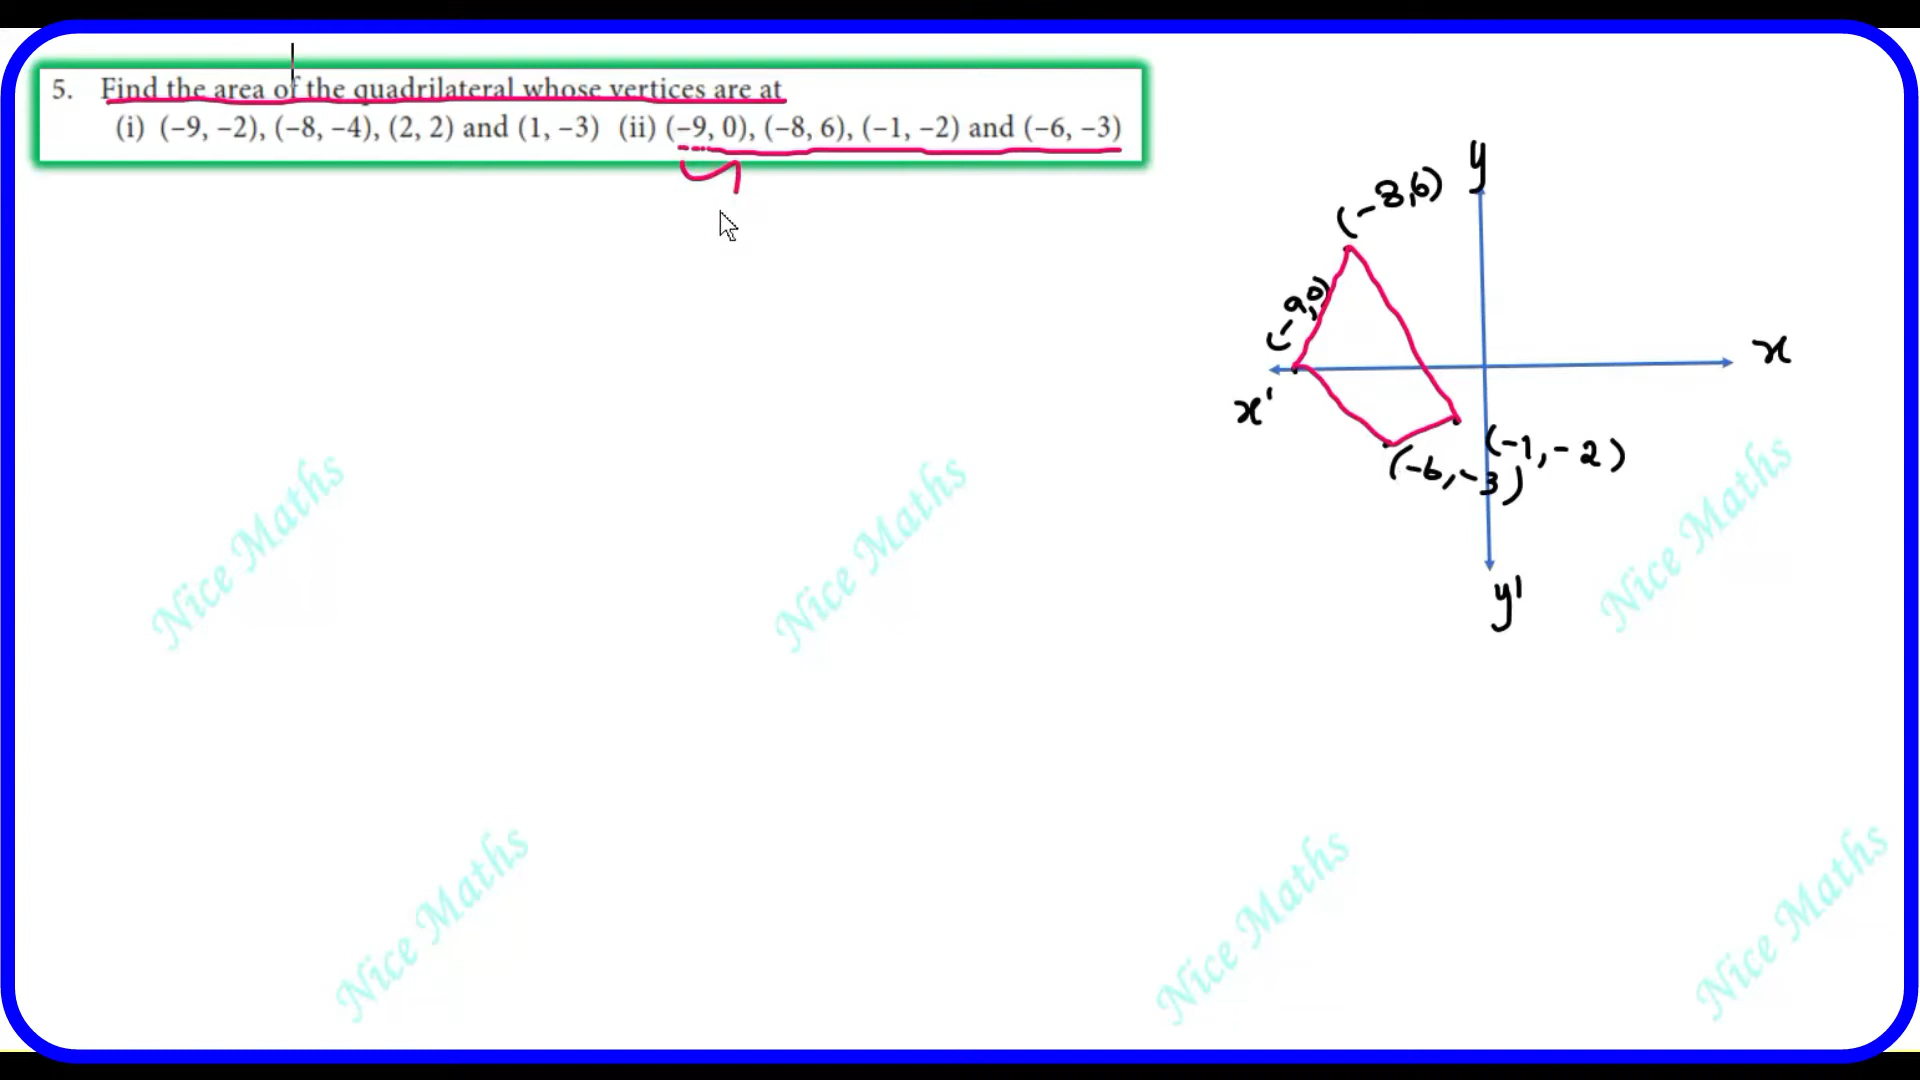 5. Find the area of the quadrilateral whose vertices are at
(i) (−9, −2), (−8, −4), (2, 2) and (1, −3) (ii) (−9, 0), (−8, 6), (−1, −2) and (−6, −3)
y
(-8,6)
(-9,0)
x
x'
(-1,-2)
(-6,-3)
y'
Nice Maths
Nice Maths
Nice Maths
Nice Maths
Nice Maths
Nice Maths